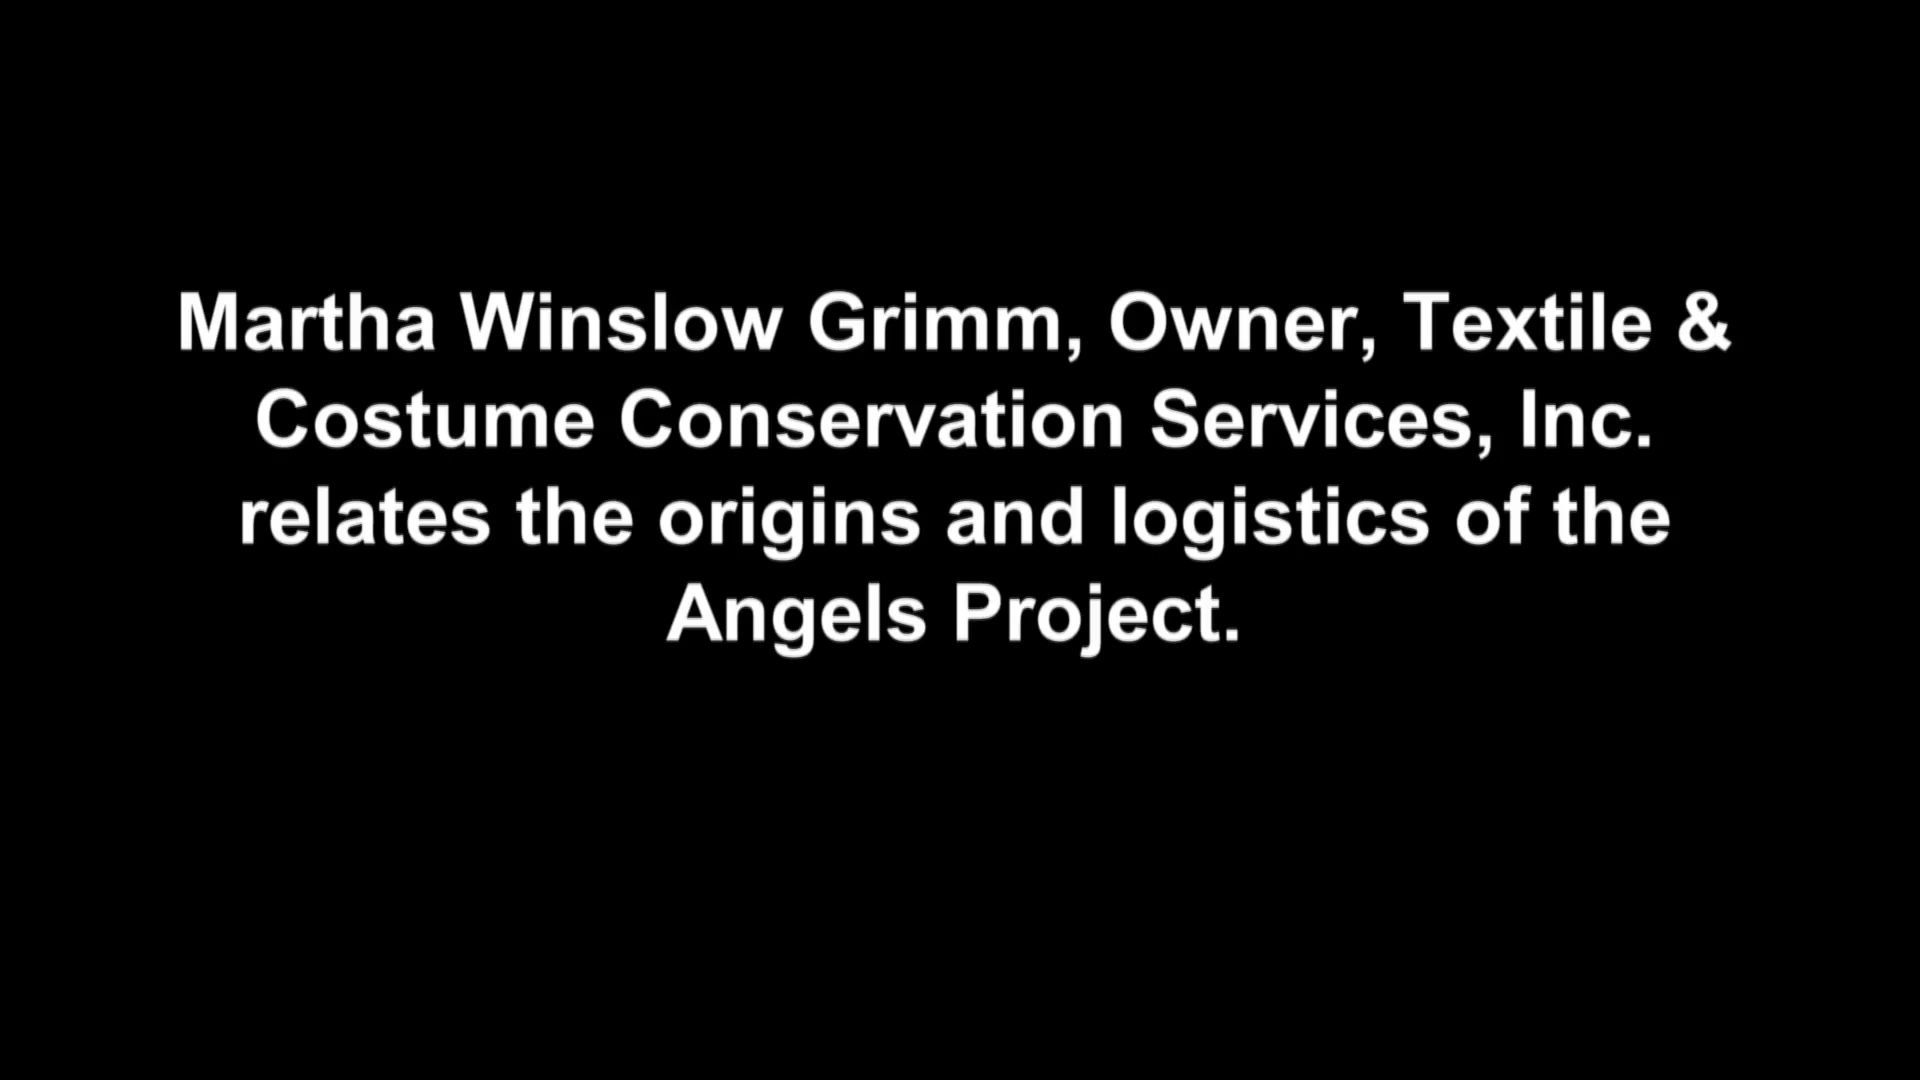 Martha Winslow Grimm, Owner, Textile &
Costume Conservation Services, Inc.
relates the origins and logistics of the
Angels Project.